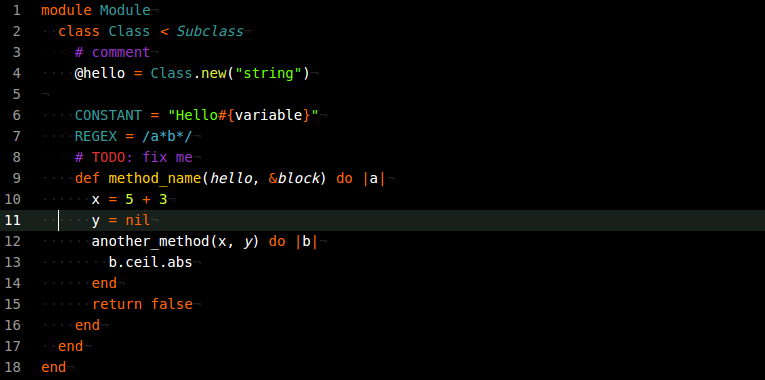 1 module Module¬
2 ··class Class < Subclass¬
3 ····# comment¬
4 ····@hello = Class.new("string")¬
5 ¬
6 ····CONSTANT = "Hello#{variable}"¬
7 ····REGEX = /a*b*/¬
8 ····# TODO: fix me¬
9 ····def method_name(hello, &block) do |a|¬
10 ······x = 5 + 3¬
11 ······y = nil¬
12 ······another_method(x, y) do |b|¬
13 ········b.ceil.abs¬
14 ······end¬
15 ······return false¬
16 ····end¬
17 ··end¬
18 end¬